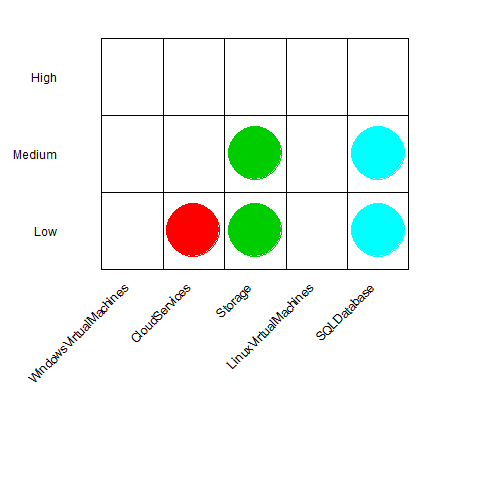 High
Medium
Low
WindowsVirtualMachines
CloudServices
Storage
LinuxVirtualMachines
SQLDatabase